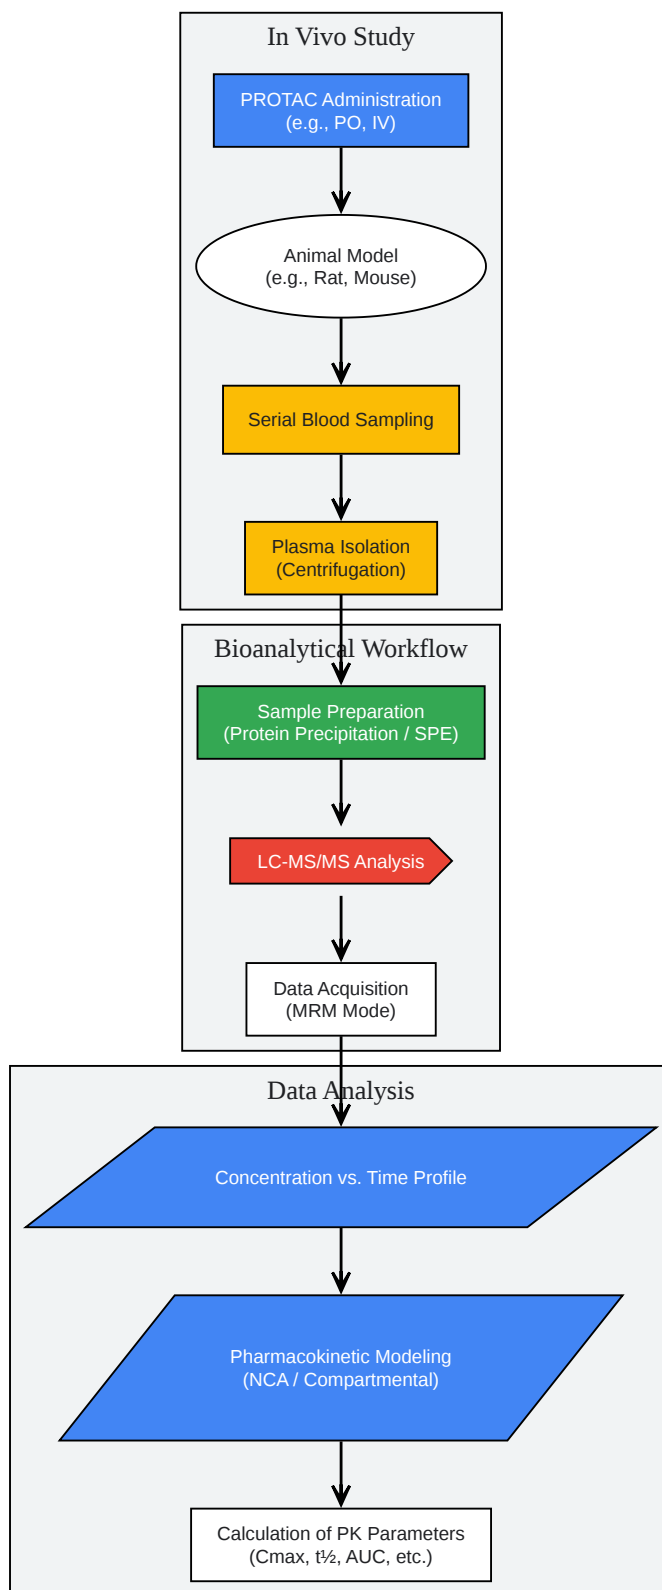 In Vivo Study
PROTAC Administration
(e.g., PO, IV)
Animal Model
(e.g., Rat, Mouse)
Serial Blood Sampling
Plasma Isolation
(Centrifugation)
Bioanalytical Workflow
Sample Preparation
(Protein Precipitation / SPE)
LC-MS/MS Analysis
Data Acquisition
(MRM Mode)
Data Analysis
Concentration vs. Time Profile
Pharmacokinetic Modeling
(NCA / Compartmental)
Calculation of PK Parameters
(Cmax, t½, AUC, etc.)